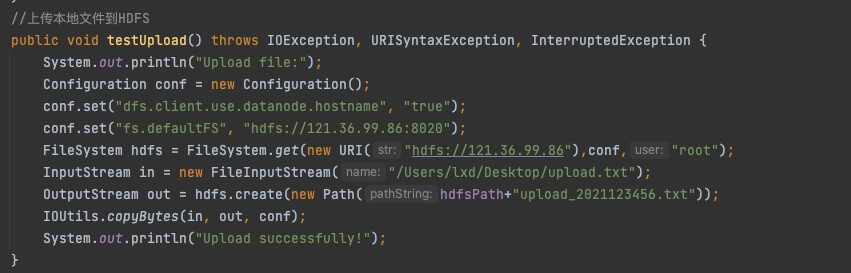 //上传本地文件到HDFS
public void testUpload() throws IOException, URISyntaxException, InterruptedException {
    System.out.println("Upload file:");
    Configuration conf = new Configuration();
    conf.set("dfs.client.use.datanode.hostname", "true");
    conf.set("fs.defaultFS", "hdfs://121.36.99.86:8020");
    FileSystem hdfs = FileSystem.get(new URI( str: "hdfs://121.36.99.86"),conf, user: "root");
    InputStream in = new FileInputStream( name: "/Users/lxd/Desktop/upload.txt");
    OutputStream out = hdfs.create(new Path( pathString: hdfsPath+"upload_2021123456.txt"));
    IOUtils.copyBytes(in, out, conf);
    System.out.println("Upload successfully!");
}